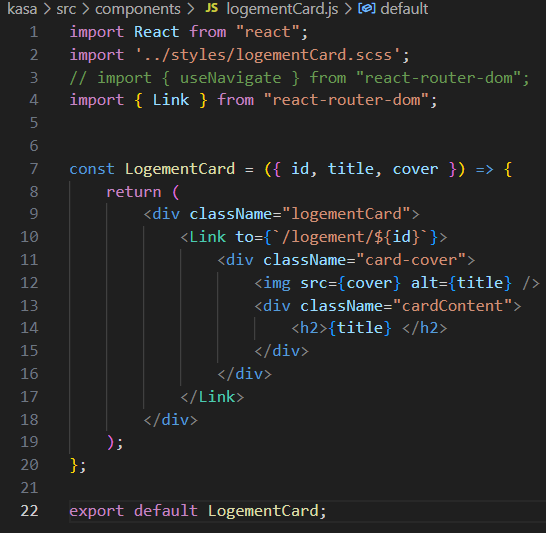 kasa > src > components > JS logementCard.js > default
1 import React from "react";
2 import '../styles/logementCard.scss';
3 // import { useNavigate } from "react-router-dom";
4 import { Link } from "react-router-dom";
5
6
7 const LogementCard = ({ id, title, cover }) => {
8     return (
9         <div className="logementCard">
10             <Link to={`/logement/${id}`}>
11                 <div className="card-cover">
12                     <img src={cover} alt={title} />
13                     <div className="cardContent">
14                         <h2>{title} </h2>
15                     </div>
16                 </div>
17             </Link>
18         </div>
19     );
20 };
21
22 export default LogementCard;